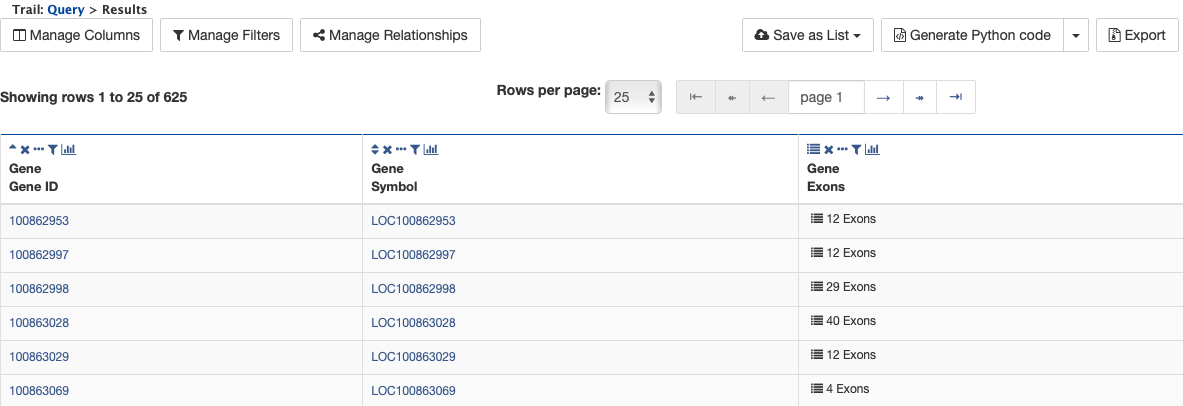 Trail: Query > Results
Manage Columns Manage Filters Manage Relationships Save as List Generate Python code Export
Showing rows 1 to 25 of 625 Rows per page: 25 page 1
Gene Gene Gene
Gene ID Symbol Exons
100862953 LOC100862953 12 Exons
100862997 LOC100862997 12 Exons
100862998 LOC100862998 29 Exons
100863028 LOC100863028 40 Exons
100863029 LOC100863029 12 Exons
100863069 LOC100863069 4 Exons